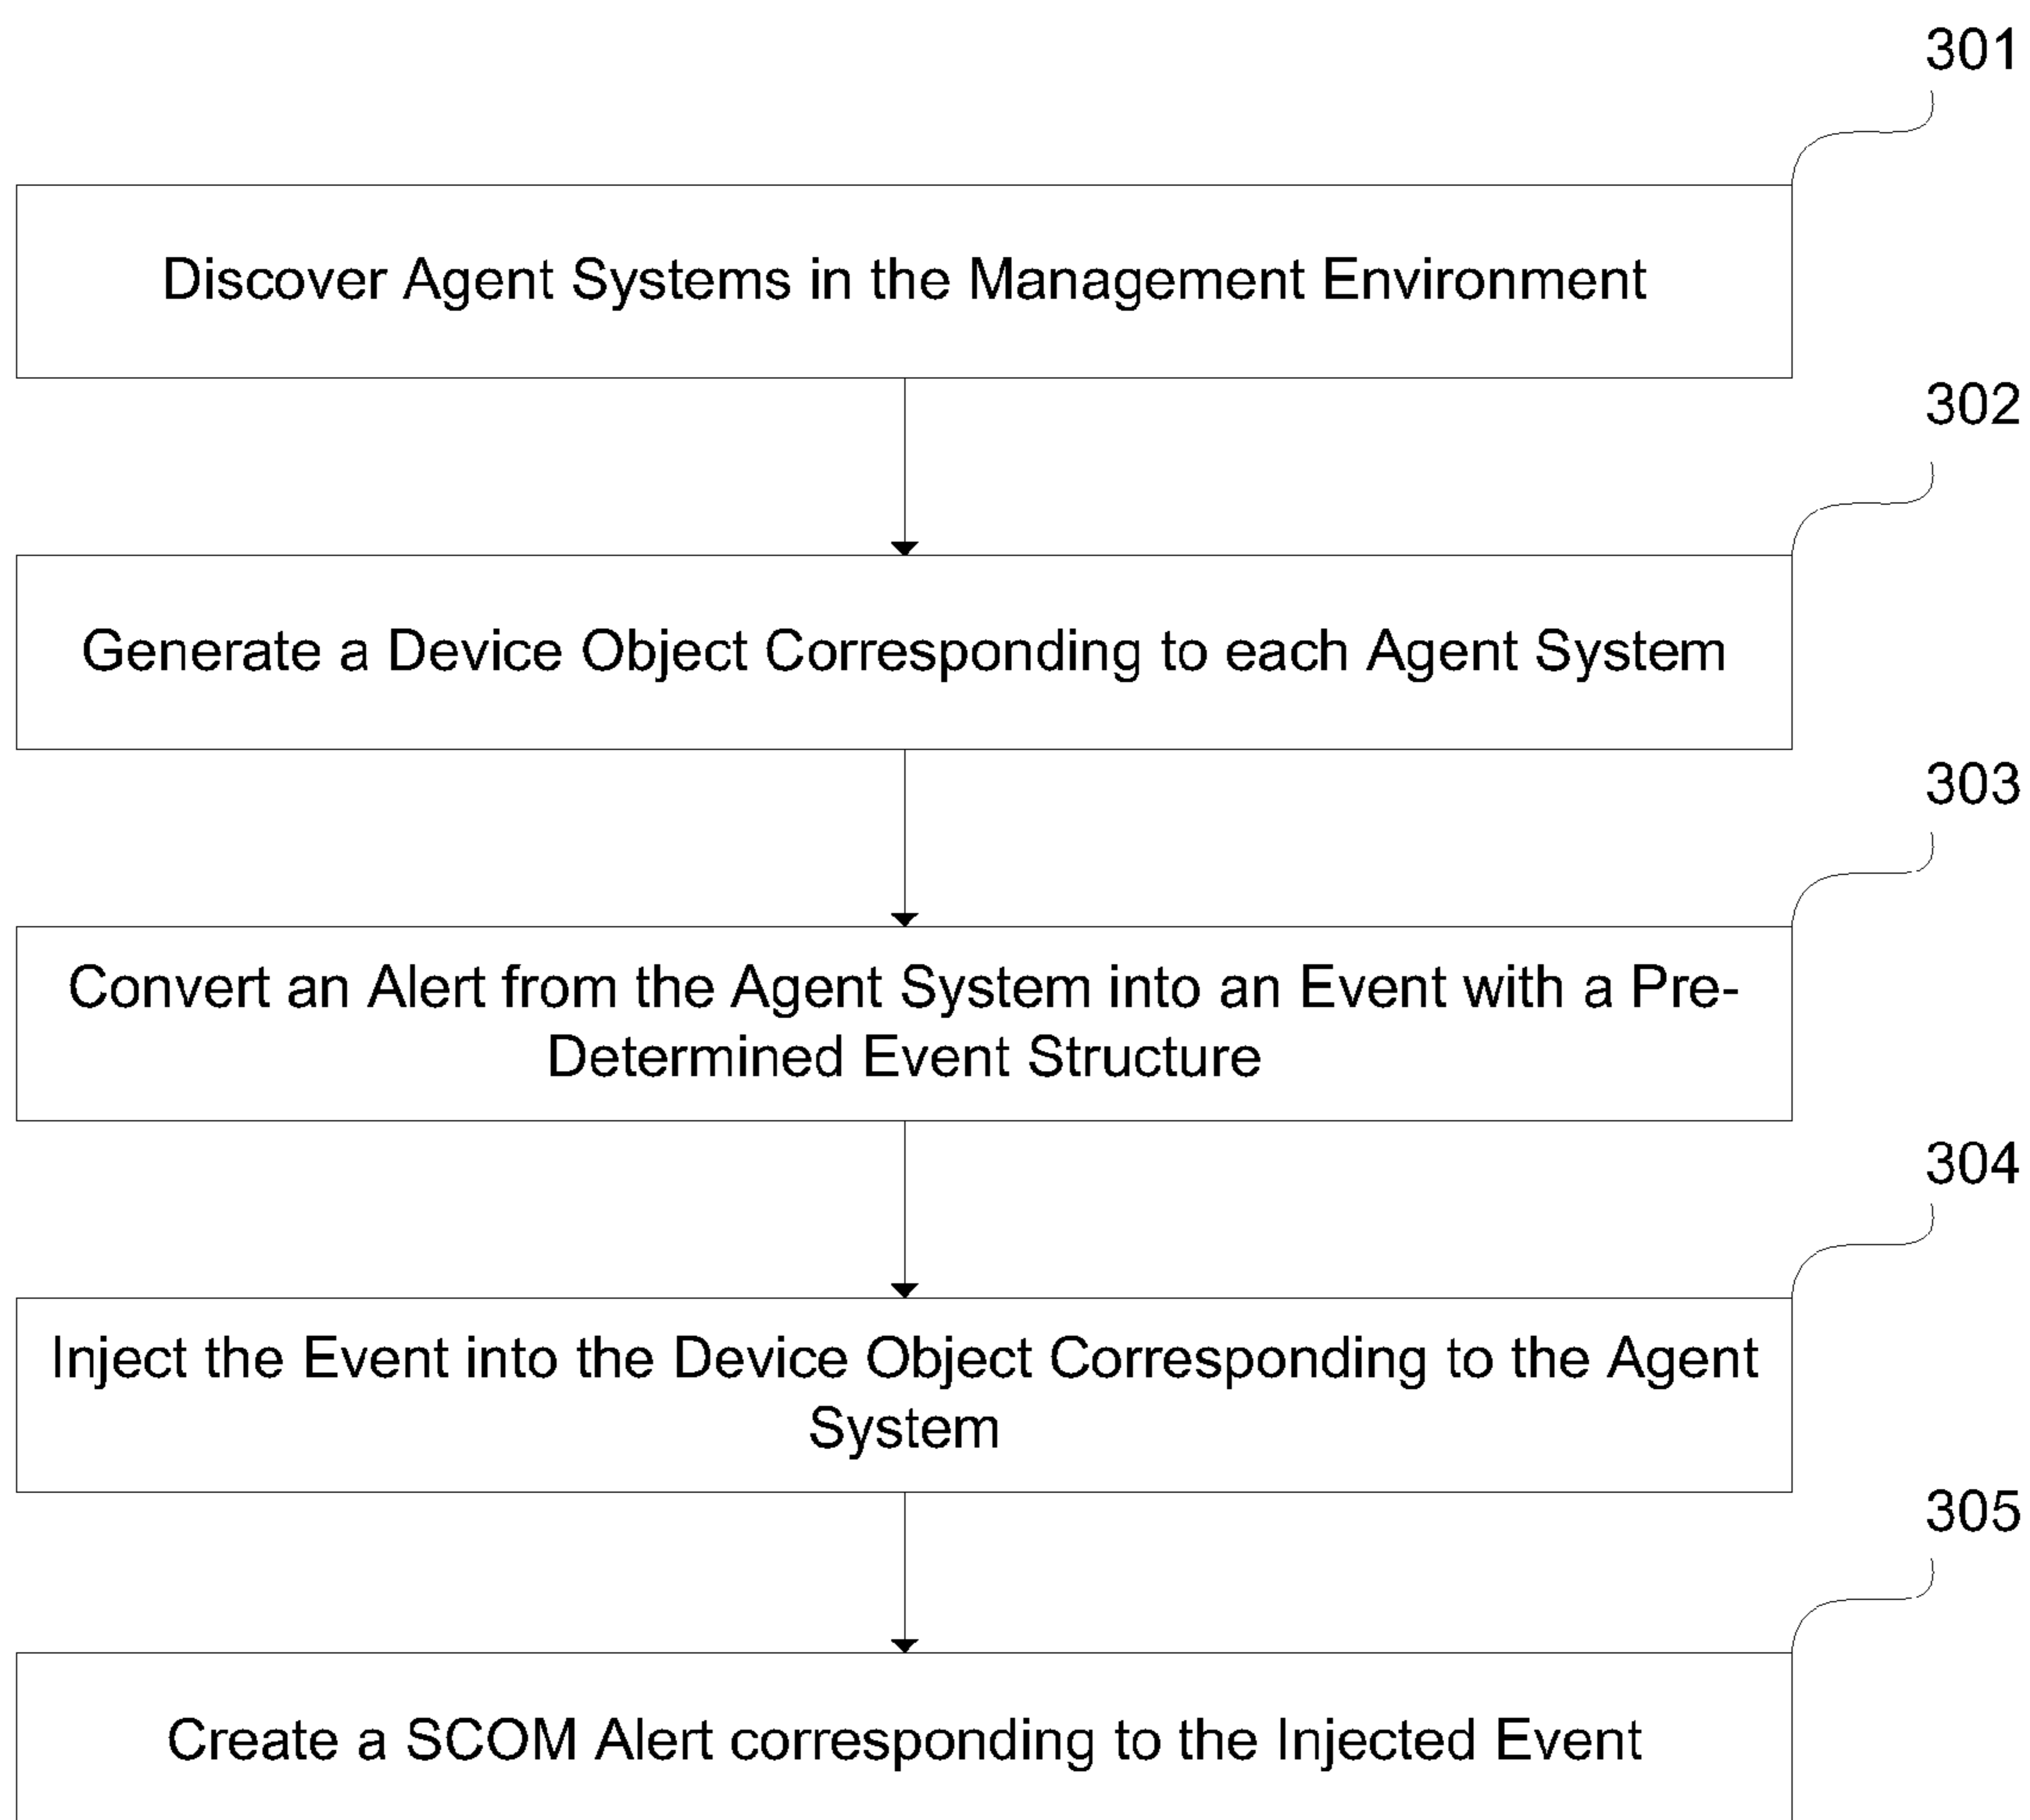 301
Discover Agent Systems in the Management Environment
302
Generate a Device Object Corresponding to each Agent System
303
Convert an Alert from the Agent System into an Event with a Pre-
Determined Event Structure
304
Inject the Event into the Device Object Corresponding to the Agent
System
305
Create a SCOM Alert corresponding to the Injected Event